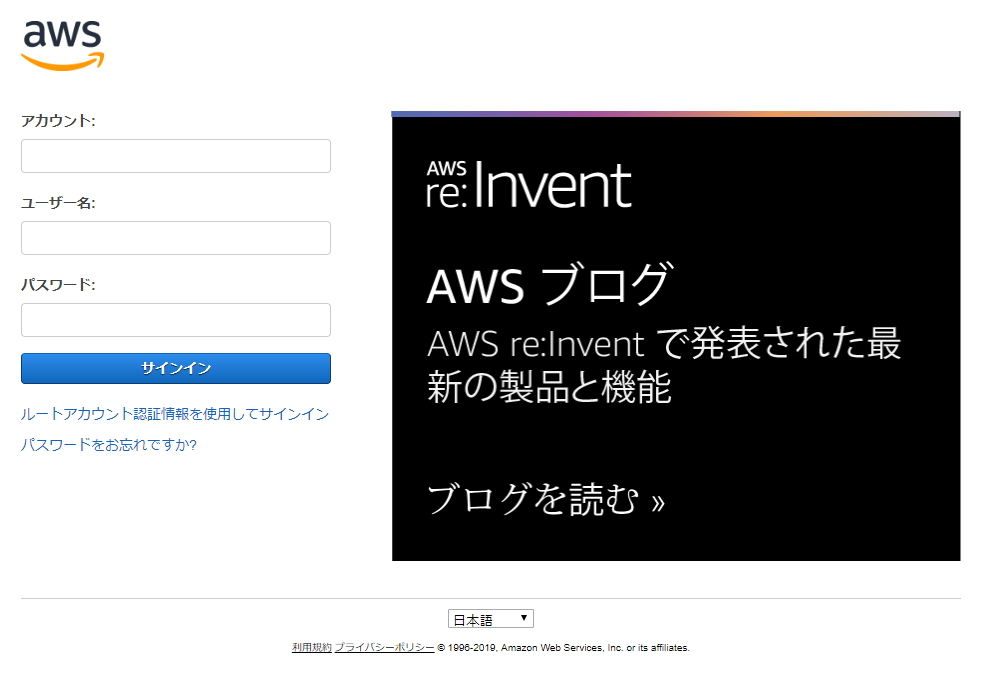 aws
アカウント:
ユーザー名:
パスワード:
サインイン
ルートアカウント認証情報を使用してサインイン
パスワードをお忘れですか?
AWS
re:Invent
AWS ブログ
AWS re:Invent で発表された最
新の製品と機能
ブログを読む »
日本語
利用規約 プライバシーポリシー © 1996-2019, Amazon Web Services, Inc. or its affiliates.